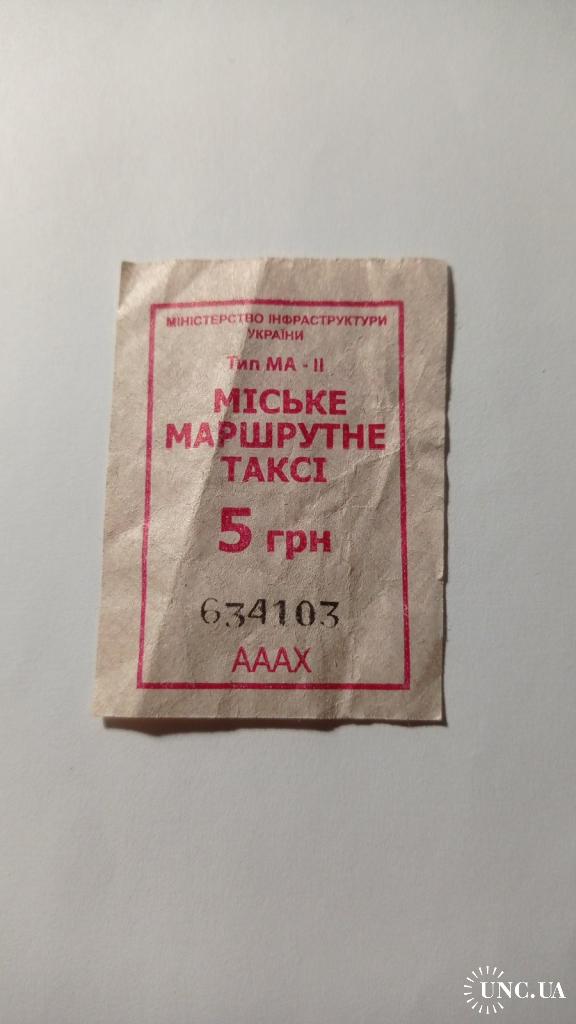 МІНІСТЕРСТВО ІНФРАСТРУКТУРИ
УКРАЇНИ
Тип МА - ІІ
МІСЬКЕ
МАРШРУТНЕ
ТАКСІ
5 грн
634103
АААХ
UNC.UA